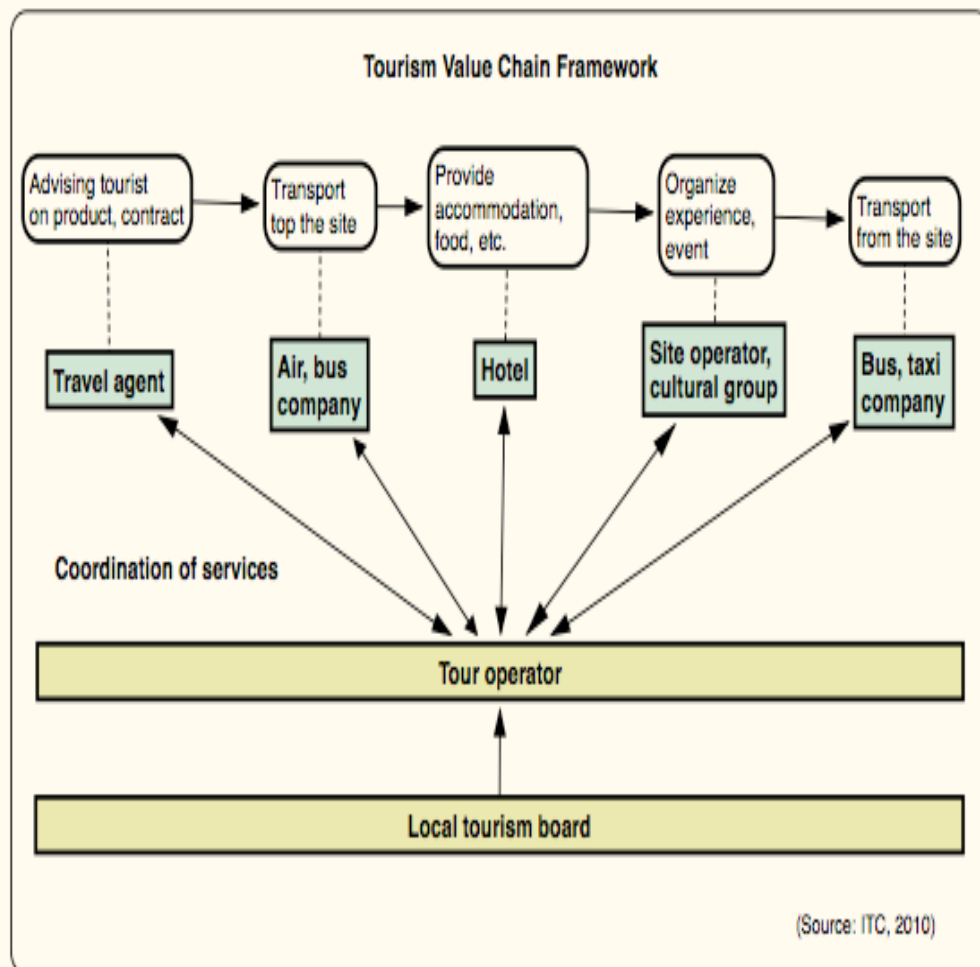 Tourism Value Chain Framework
Advising tourist
on product, contract
Transport
top the site
Provide
accommodation,
food, etc.
Organize
experience,
event
Transport
from the site
Travel agent
Air, bus
company
Hotel
Site operator,
cultural group
Bus, taxi
company
Coordination of services
Tour operator
Local tourism board
(Source: ITC, 2010)